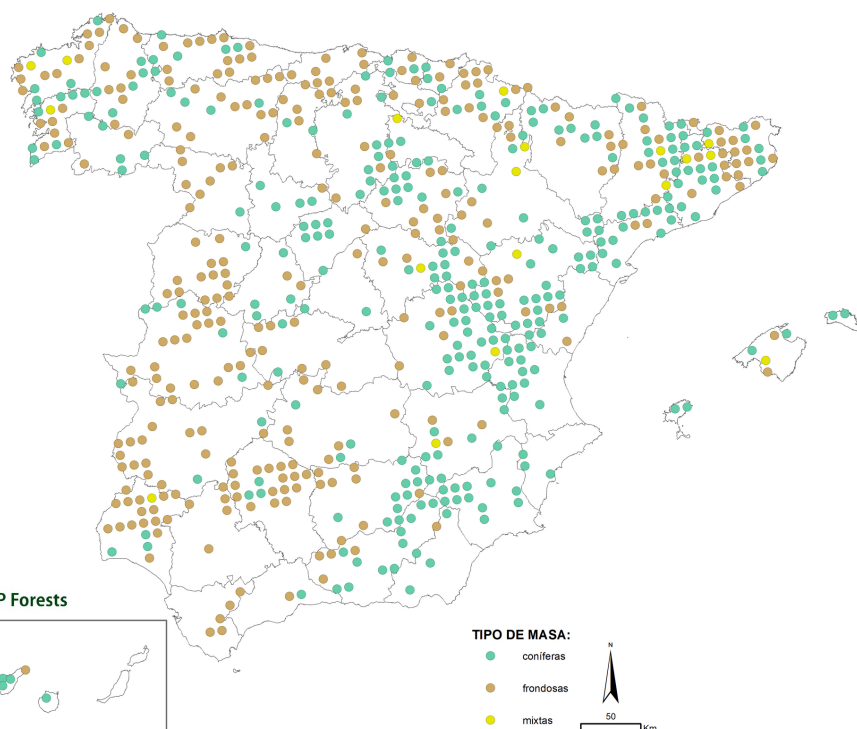 P Forests
TIPO DE MASA:
coníferas
frondosas
mixtas
N
50
Km